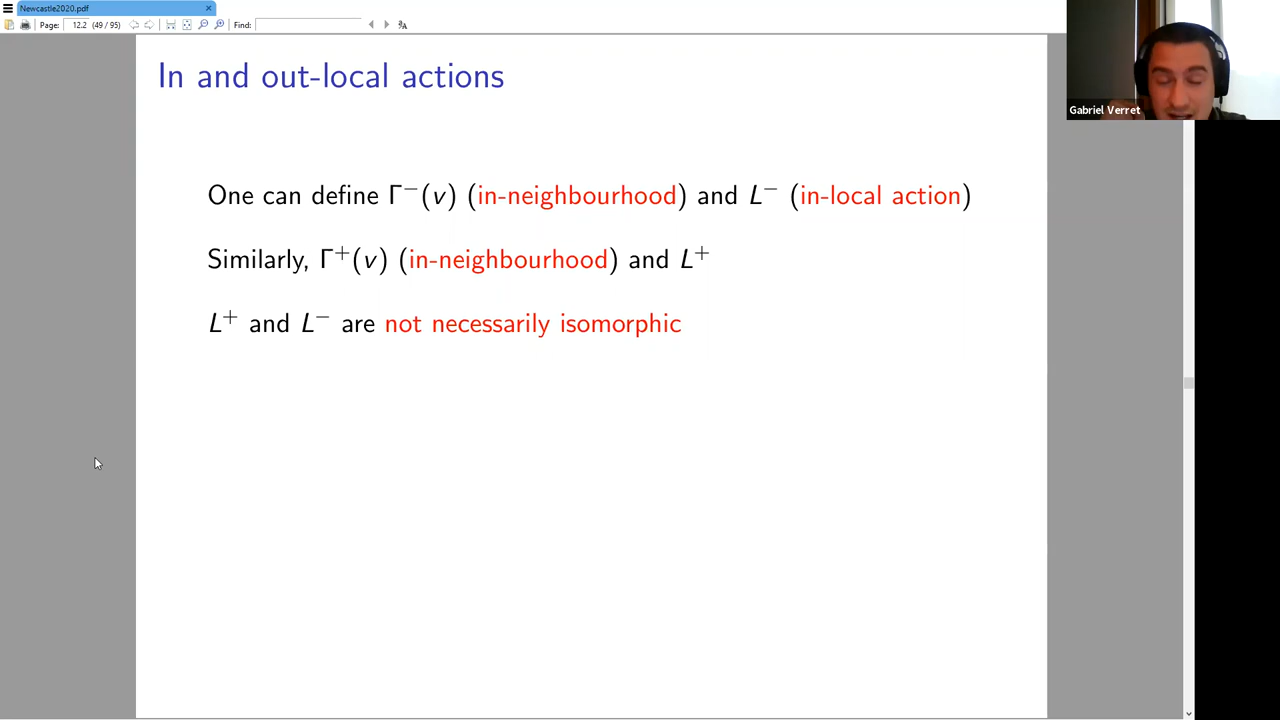 Newcastle2020.pdf
Page: 12.2 (49 / 95) Find:
In and out-local actions
Gabriel Verret
One can define Γ⁻(v) (in-neighbourhood) and L⁻ (in-local action)
Similarly, Γ⁺(v) (in-neighbourhood) and L⁺
L⁺ and L⁻ are not necessarily isomorphic